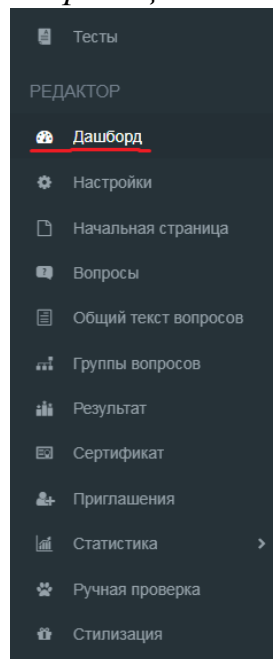 Тесты
РЕДАКТОР
Дашборд
Настройки
Начальная страница
Вопросы
Общий текст вопросов
Группы вопросов
Результат
Сертификат
Приглашения
Статистика
Ручная проверка
Стилизация